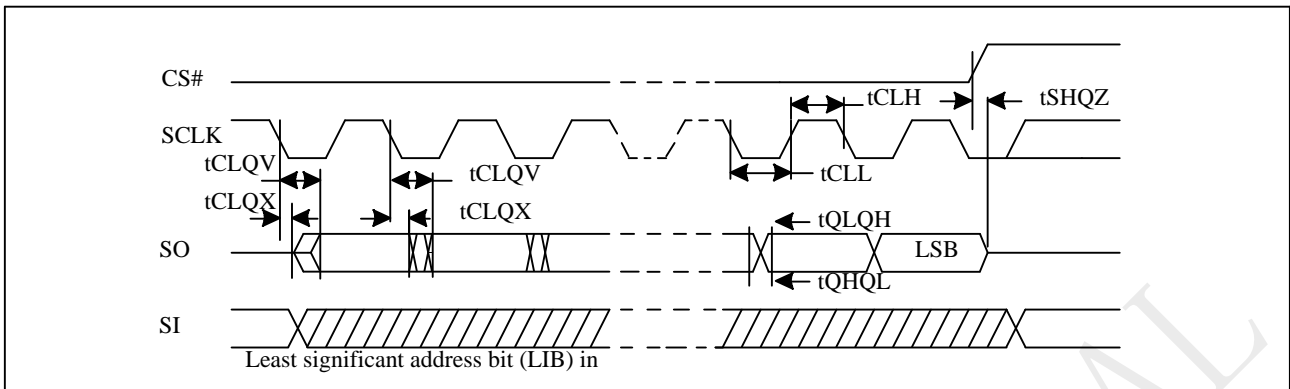 CS#
tCLH
tSHQZ
SCLK
tCLQV
tCLQV
tCLL
tCLQX
tCLQX
tQLQH
SO
LSB
tQHQL
SI
Least significant address bit (LIB) in